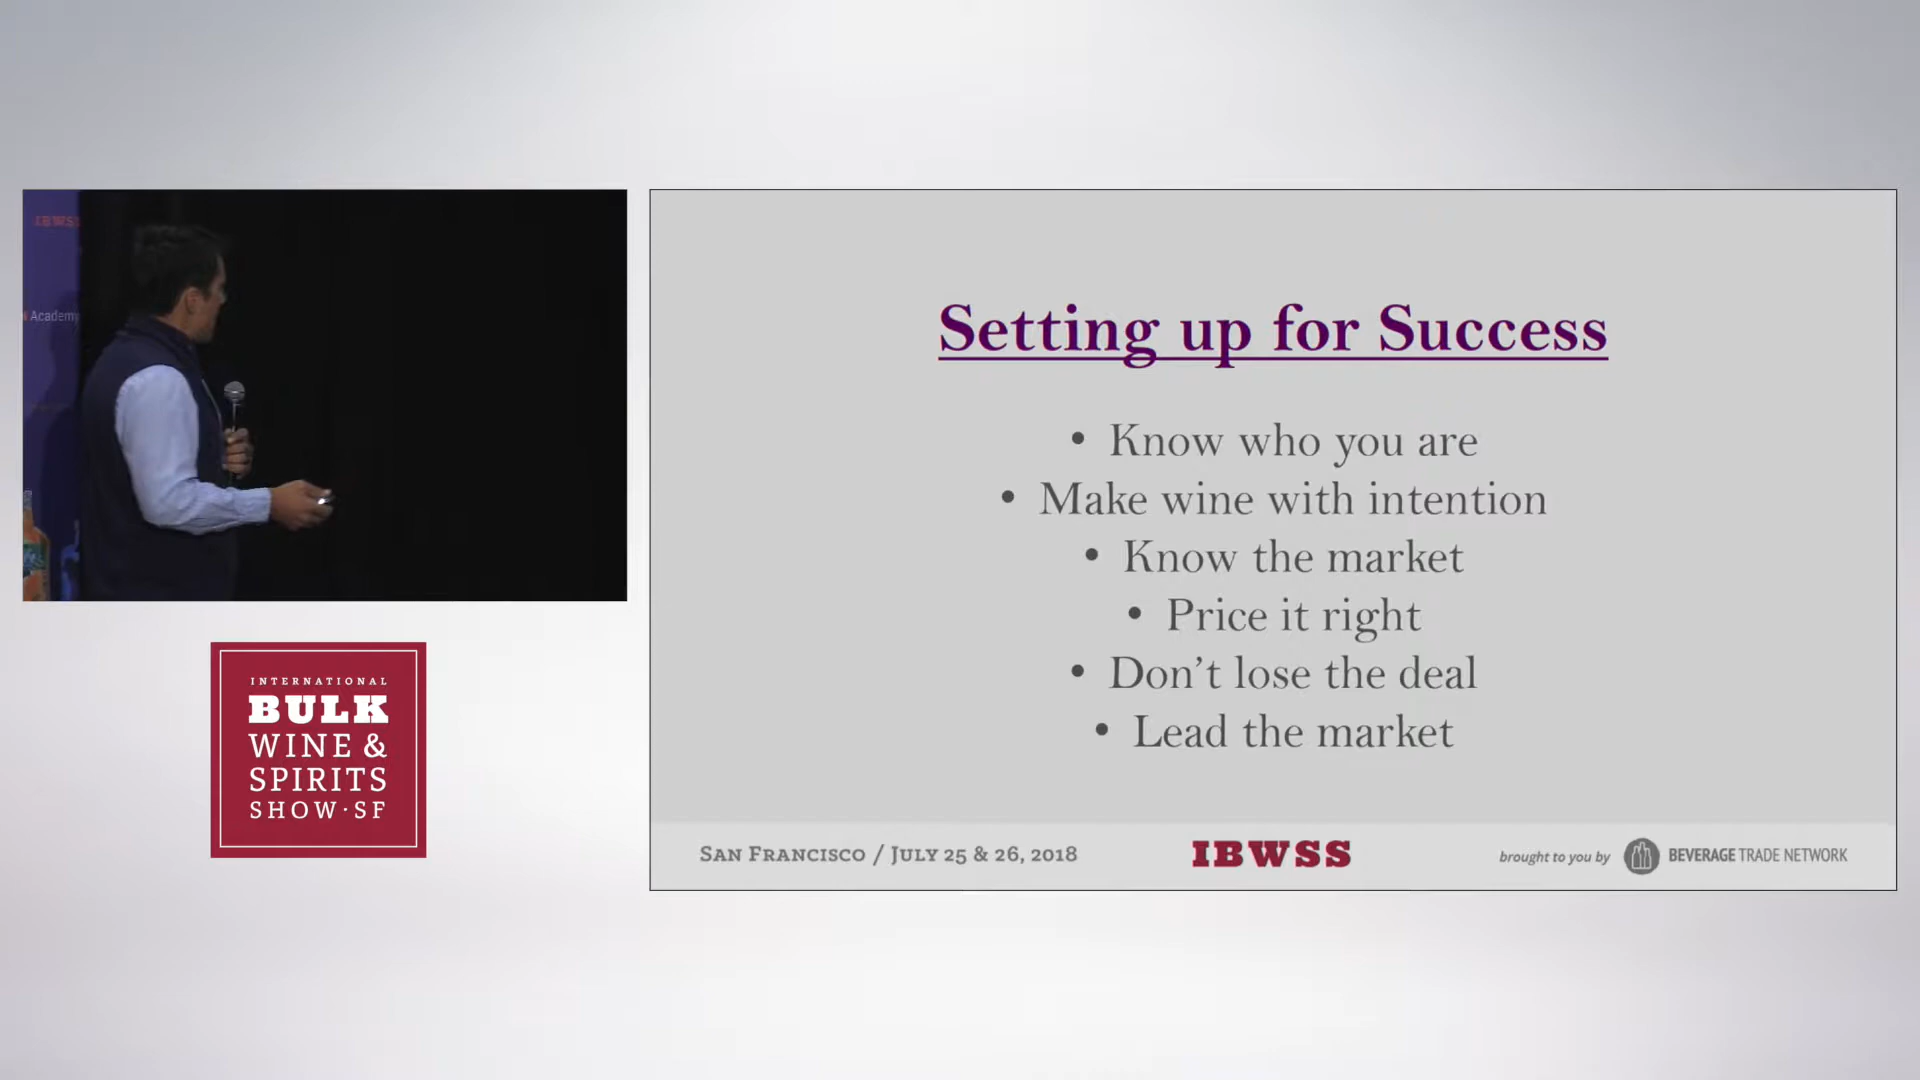 IBWSS
Academy
INTERNATIONAL
BULK
WINE &
SPIRITS
SHOW·SF
Setting up for Success
• Know who you are
• Make wine with intention
• Know the market
• Price it right
• Don’t lose the deal
• Lead the market
San Francisco / July 25 & 26, 2018
IBWSS
brought to you by
BEVERAGE TRADE NETWORK